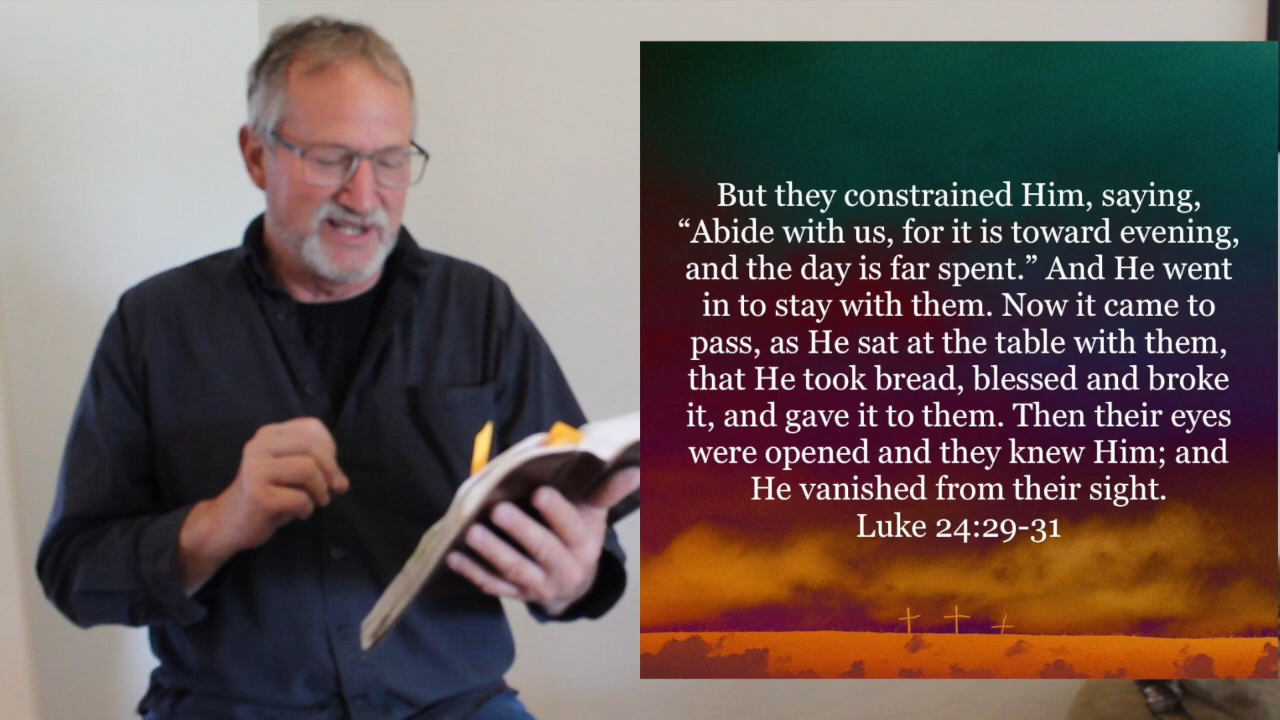 But they constrained Him, saying,
“Abide with us, for it is toward evening,
and the day is far spent.” And He went
in to stay with them. Now it came to
pass, as He sat at the table with them,
that He took bread, blessed and broke
it, and gave it to them. Then their eyes
were opened and they knew Him; and
He vanished from their sight.
Luke 24:29-31